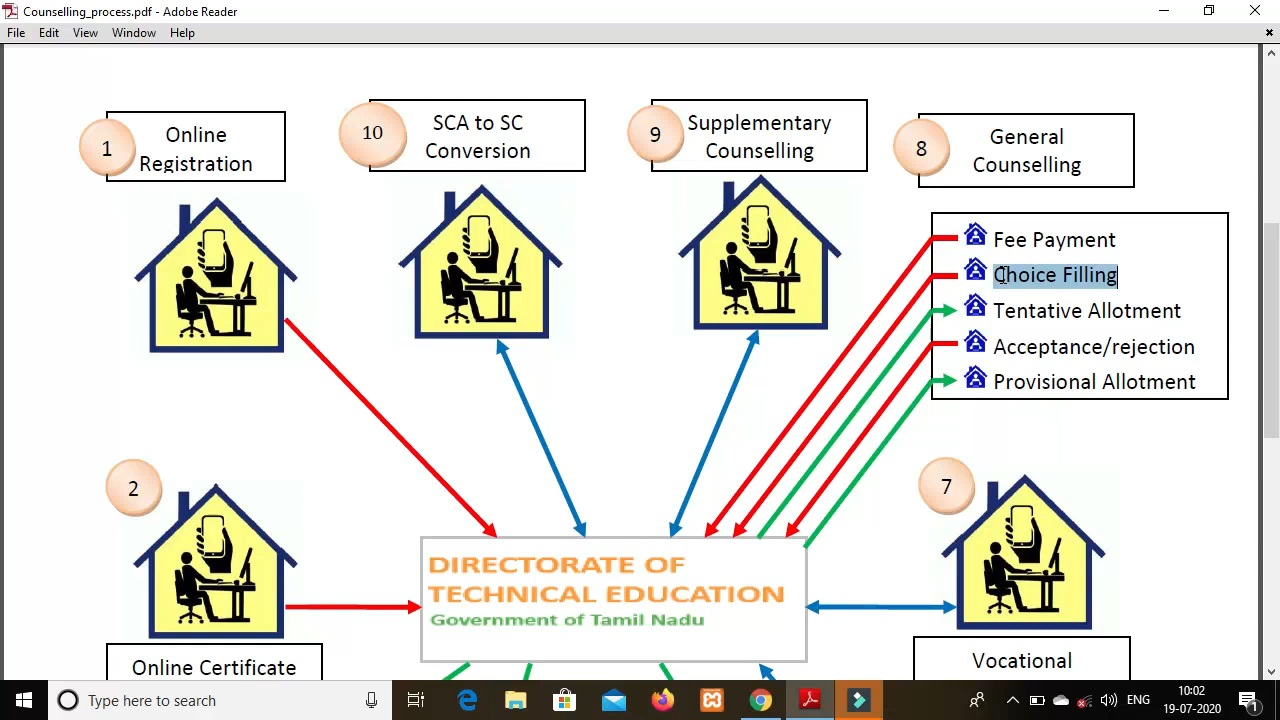 Counselling_process.pdf - Adobe Reader
File Edit View Window Help
1
Online
Registration
10
SCA to SC
Conversion
9
Supplementary
Counselling
8
General
Counselling
Fee Payment
Choice Filling
Tentative Allotment
Acceptance/rejection
Provisional Allotment
2
7
DIRECTORATE OF
TECHNICAL EDUCATION
Government of Tamil Nadu
Online Certificate
Vocational
Type here to search
ENG
10:02
19-07-2020
1